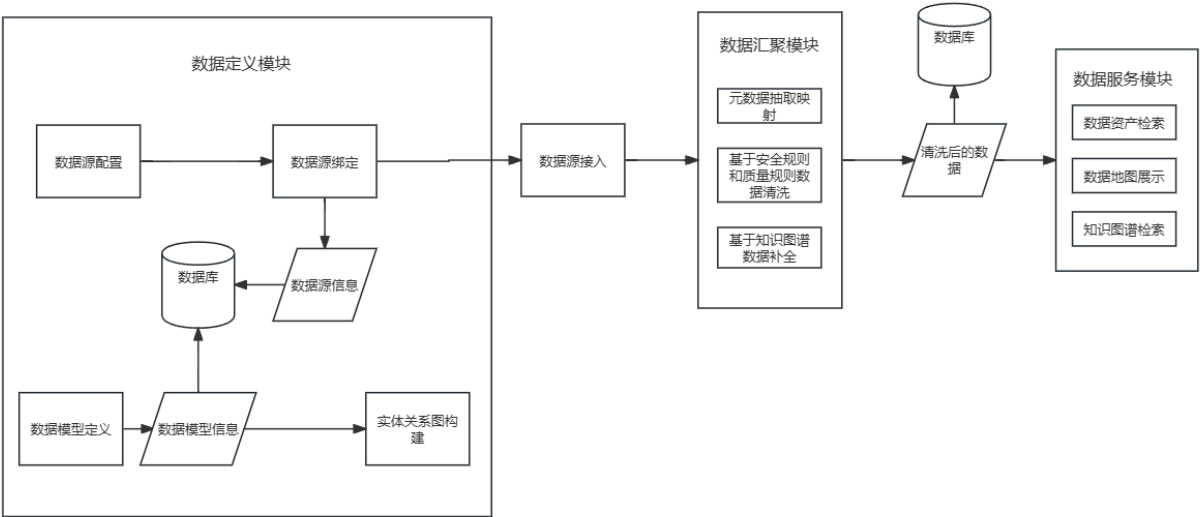 数据定义模块
数据源配置
数据源绑定
数据源信息
数据库
数据模型定义
数据模型信息
实体关系图构
建
数据源接入
数据汇聚模块
元数据抽取映
射
基于安全规则
和质量规则数
据清洗
基于知识图谱
数据补全
数据库
清洗后的数
据
数据服务模块
数据资产检索
数据地图展示
知识图谱检索